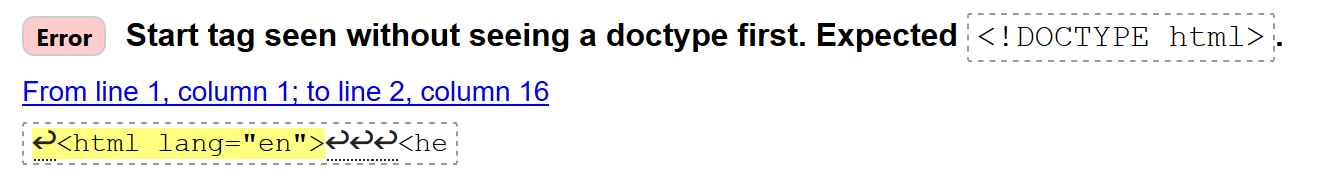 Error Start tag seen without seeing a doctype first. Expected <!DOCTYPE html>.
From line 1, column 1; to line 2, column 16
↩<html lang="en">↩↩↩<he